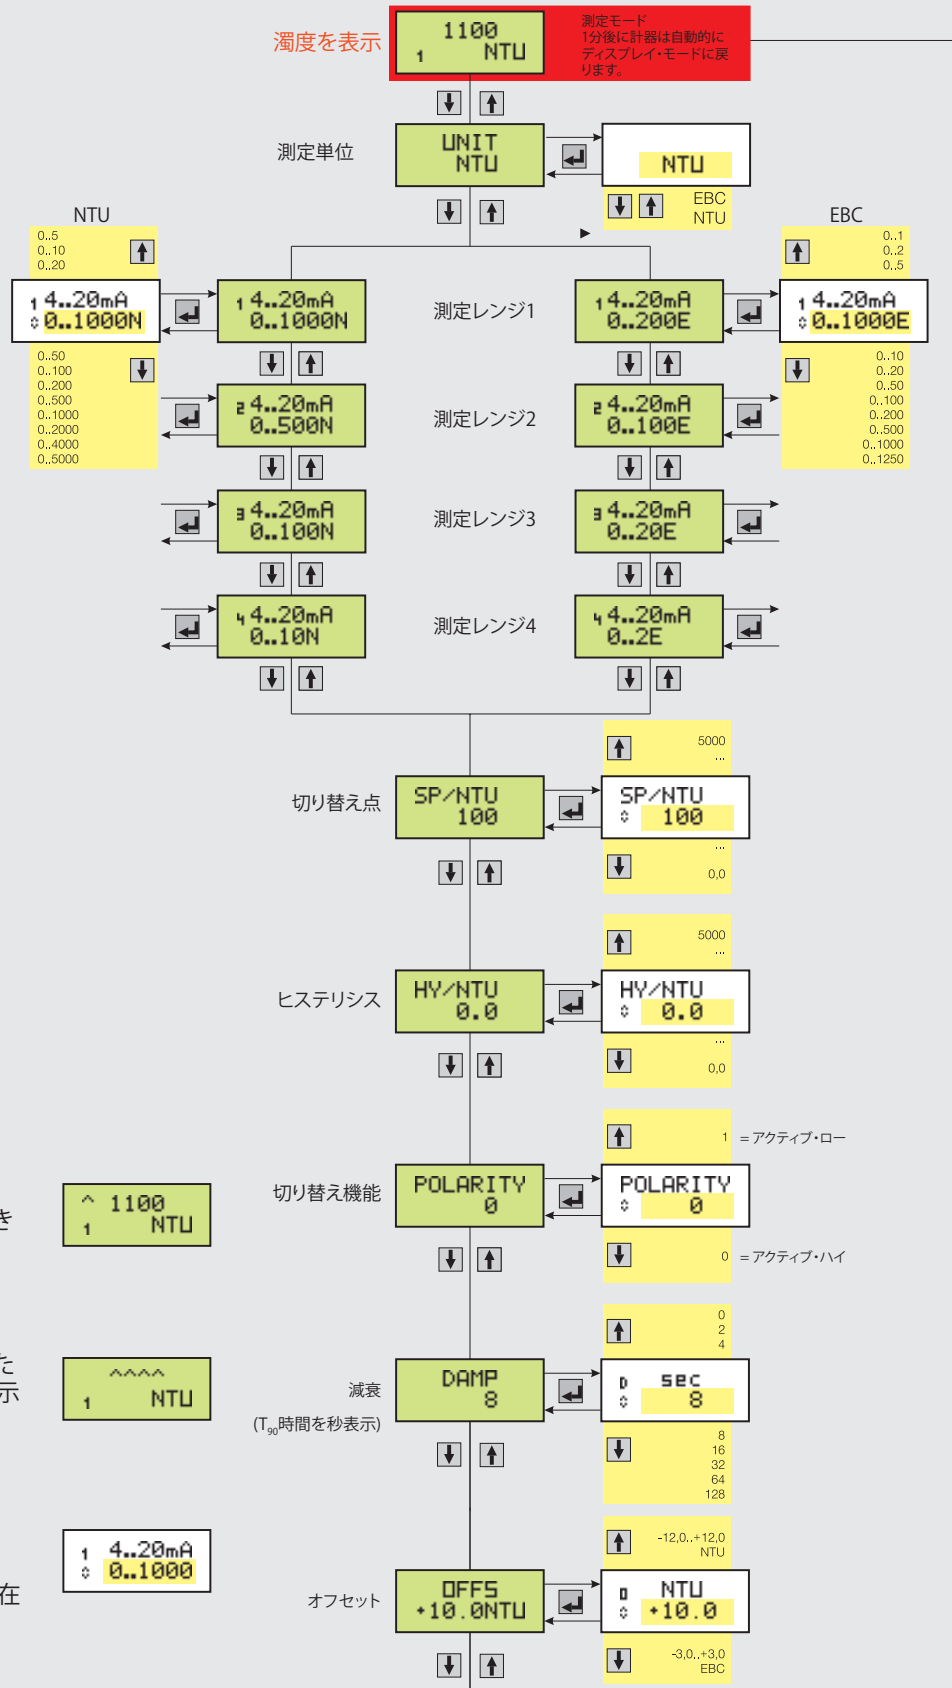 濁度を表示
1100
1 NTU
測定モード
1分後に計器は自動的に
ディスプレイ・モードに戻
ります。
測定単位
UNIT
NTU
NTU
EBC
NTU
NTU
0..5
0..10
0..20
1 4..20mA
0..1000N
0..50
0..100
0..200
0..500
0..1000
0..2000
0..4000
0..5000
1 4..20mA
0..1000N
測定レンジ1
1 4..20mA
0..200E
EBC
0..1
0..2
0..5
1 4..20mA
0..1000E
0..10
0..20
0..50
0..100
0..200
0..500
0..1000
0..1250
2 4..20mA
0..500N
測定レンジ2
2 4..20mA
0..100E
3 4..20mA
0..100N
測定レンジ3
3 4..20mA
0..20E
4 4..20mA
0..10N
測定レンジ4
4 4..20mA
0..2E
切り替え点
SP/NTU
100
5000
...
SP/NTU
100
...
0,0
ヒステリシス
HY/NTU
0.0
5000
...
HY/NTU
0.0
...
0,0
切り替え機能
POLARITY
0
1 = アクティブ・ロー
POLARITY
0
0 = アクティブ・ハイ
き
^ 1100
1 NTU
た
示
^^^^
1 NTU
減衰
(T90時間を秒表示)
DAMP
8
0
2
4
D sec
8
8
16
32
64
128
在
1 4..20mA
0..1000
オフセット
OFFS
+10.0NTU
-12,0..+12,0
NTU
O NTU
+10.0
-3,0..+3,0
EBC